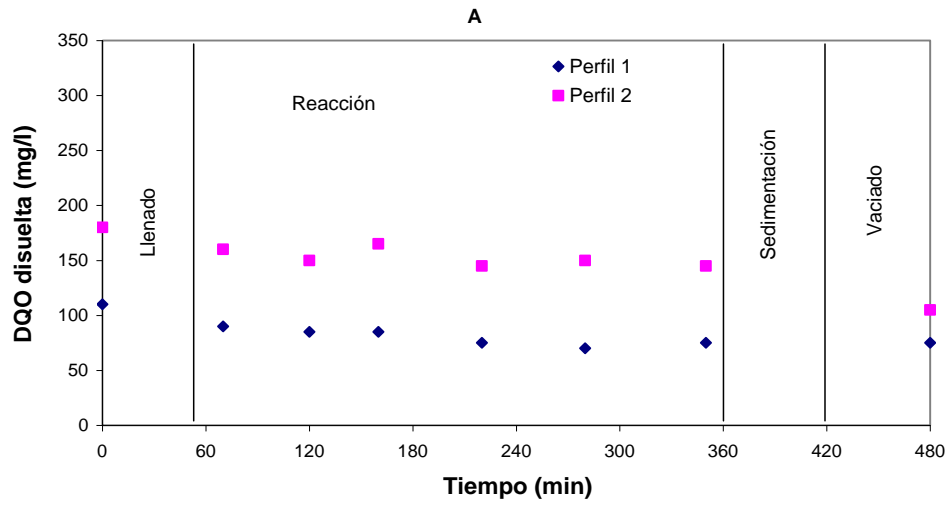 A
350
300
250
200
150
100
50
0
DQO disuelta (mg/l)
Perfil 1
Perfil 2
Reacción
Llenado
Sedimentación
Vaciado
0 60 120 180 240 300 360 420 480
Tiempo (min)